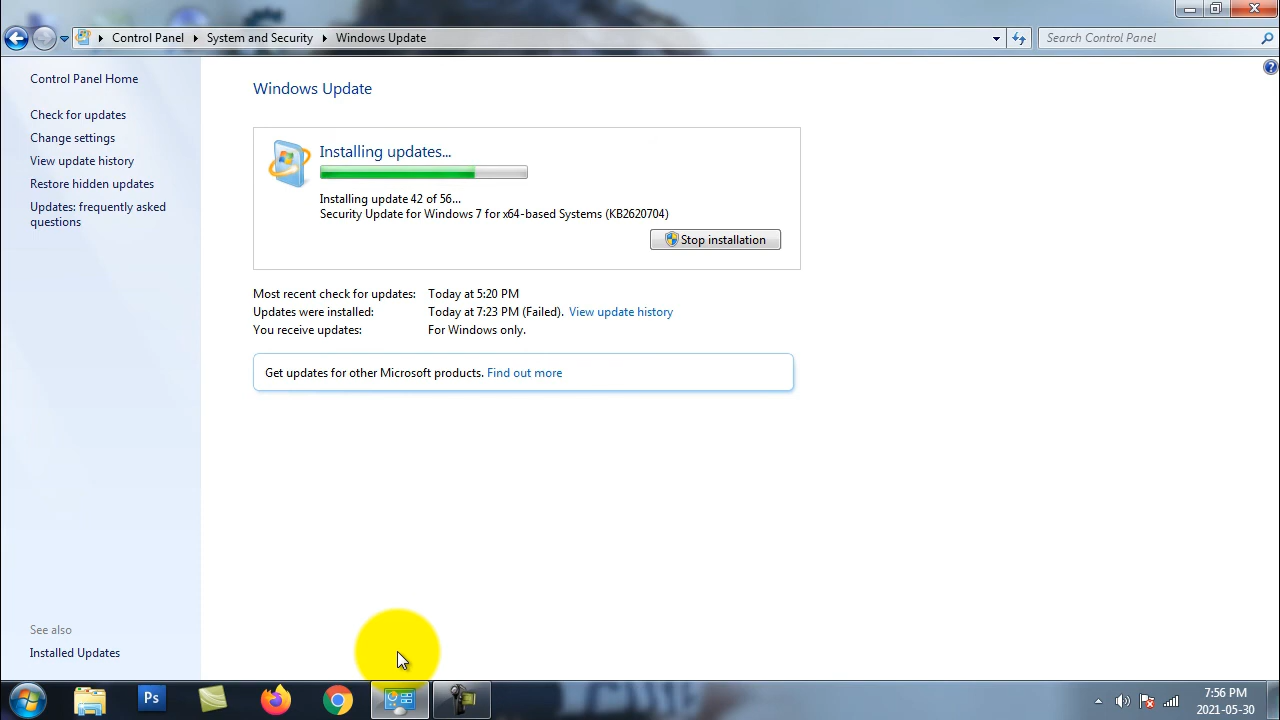 Control Panel
System and Security
Windows Update
Search Control Panel
Control Panel Home
Check for updates
Change settings
View update history
Restore hidden updates
Updates: frequently asked
questions
See also
Installed Updates
Windows Update
Installing updates...
Installing update 42 of 56...
Security Update for Windows 7 for x64-based Systems (KB2620704)
Stop installation
Most recent check for updates: Today at 5:20 PM
Updates were installed: Today at 7:23 PM (Failed). View update history
You receive updates: For Windows only.
Get updates for other Microsoft products. Find out more
Ps
7:56 PM
2021-05-30